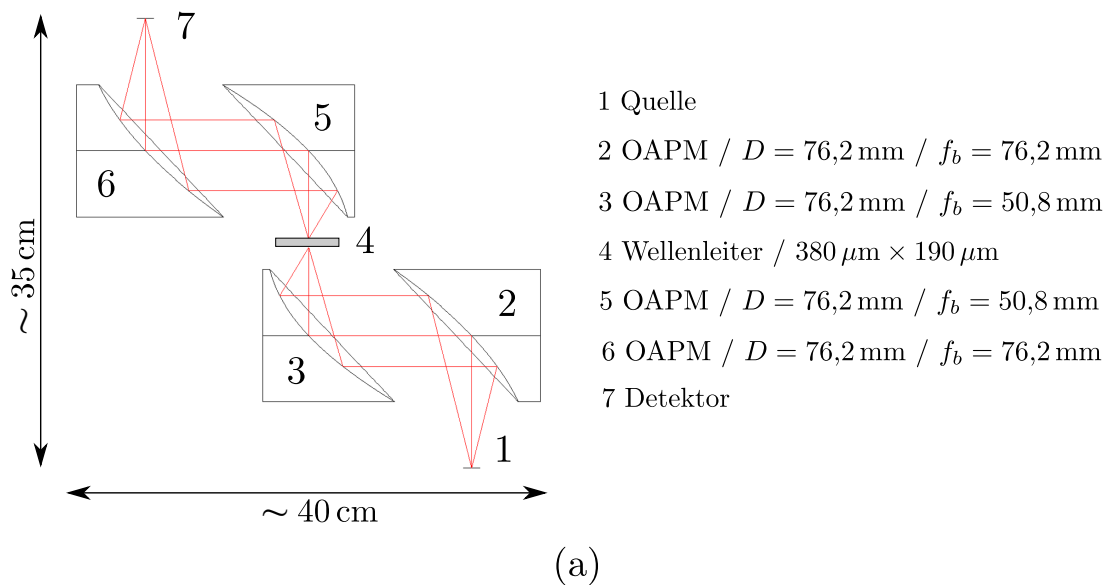 7
5
6
4
2
3
1
~ 35 cm
~ 40 cm
1 Quelle
2 OAPM / D = 76,2 mm / f_b = 76,2 mm
3 OAPM / D = 76,2 mm / f_b = 50,8 mm
4 Wellenleiter / 380 μm × 190 μm
5 OAPM / D = 76,2 mm / f_b = 50,8 mm
6 OAPM / D = 76,2 mm / f_b = 76,2 mm
7 Detektor
(a)